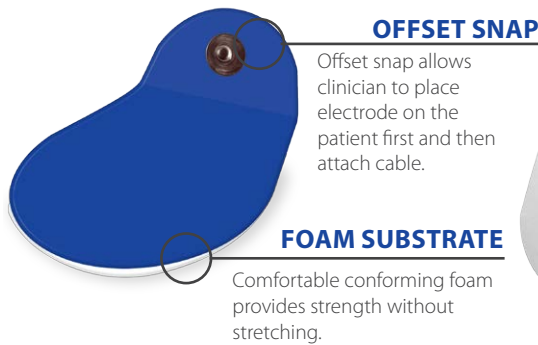 OFFSET SNAP
Offset snap allows
clinician to place
electrode on the
patient first and then
attach cable.
FOAM SUBSTRATE
Comfortable conforming foam
provides strength without
stretching.